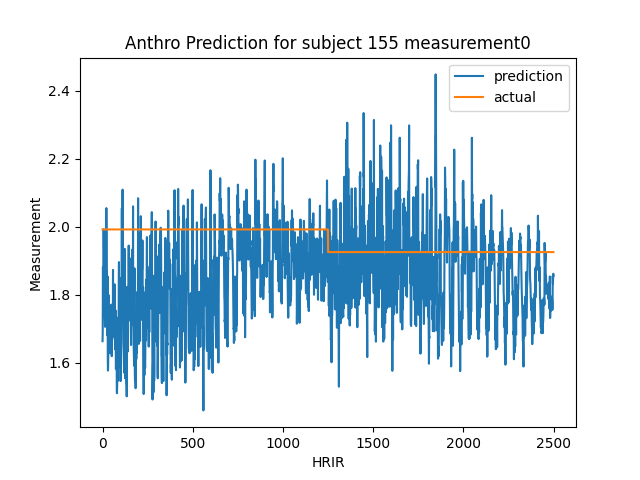 Anthro Prediction for subject 155 measurement0
prediction
actual
2.4
2.2
2.0
1.8
1.6
Measurement
0
500
1000
1500
2000
2500
HRIR